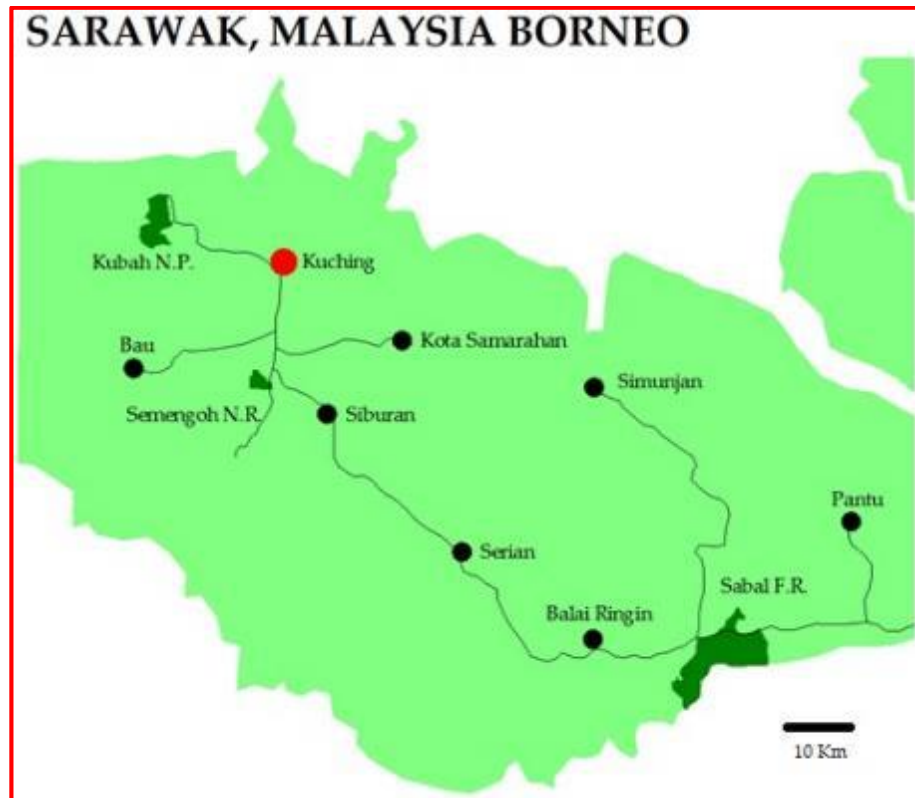 SARAWAK, MALAYSIA BORNEO
Kubah N.P.
Kuching
Bau
Kota Samarahan
Simunjan
Semengoh N.R.
Siburan
Pantu
Serian
Sabal F.R.
Balai Ringin
10 Km